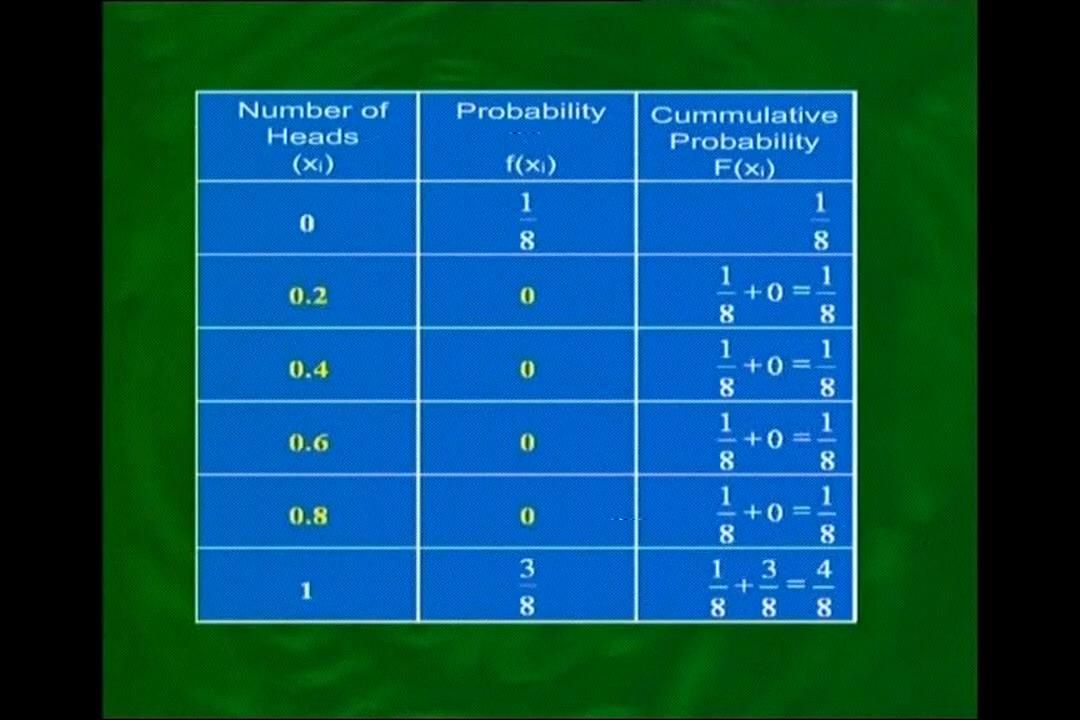 Number of Heads (xᵢ) | Probability f(xᵢ) | Cummulative Probability F(xᵢ)
0 | 1/8 | 1/8
0.2 | 0 | 1/8 + 0 = 1/8
0.4 | 0 | 1/8 + 0 = 1/8
0.6 | 0 | 1/8 + 0 = 1/8
0.8 | 0 | 1/8 + 0 = 1/8
1 | 3/8 | 1/8 + 3/8 = 4/8